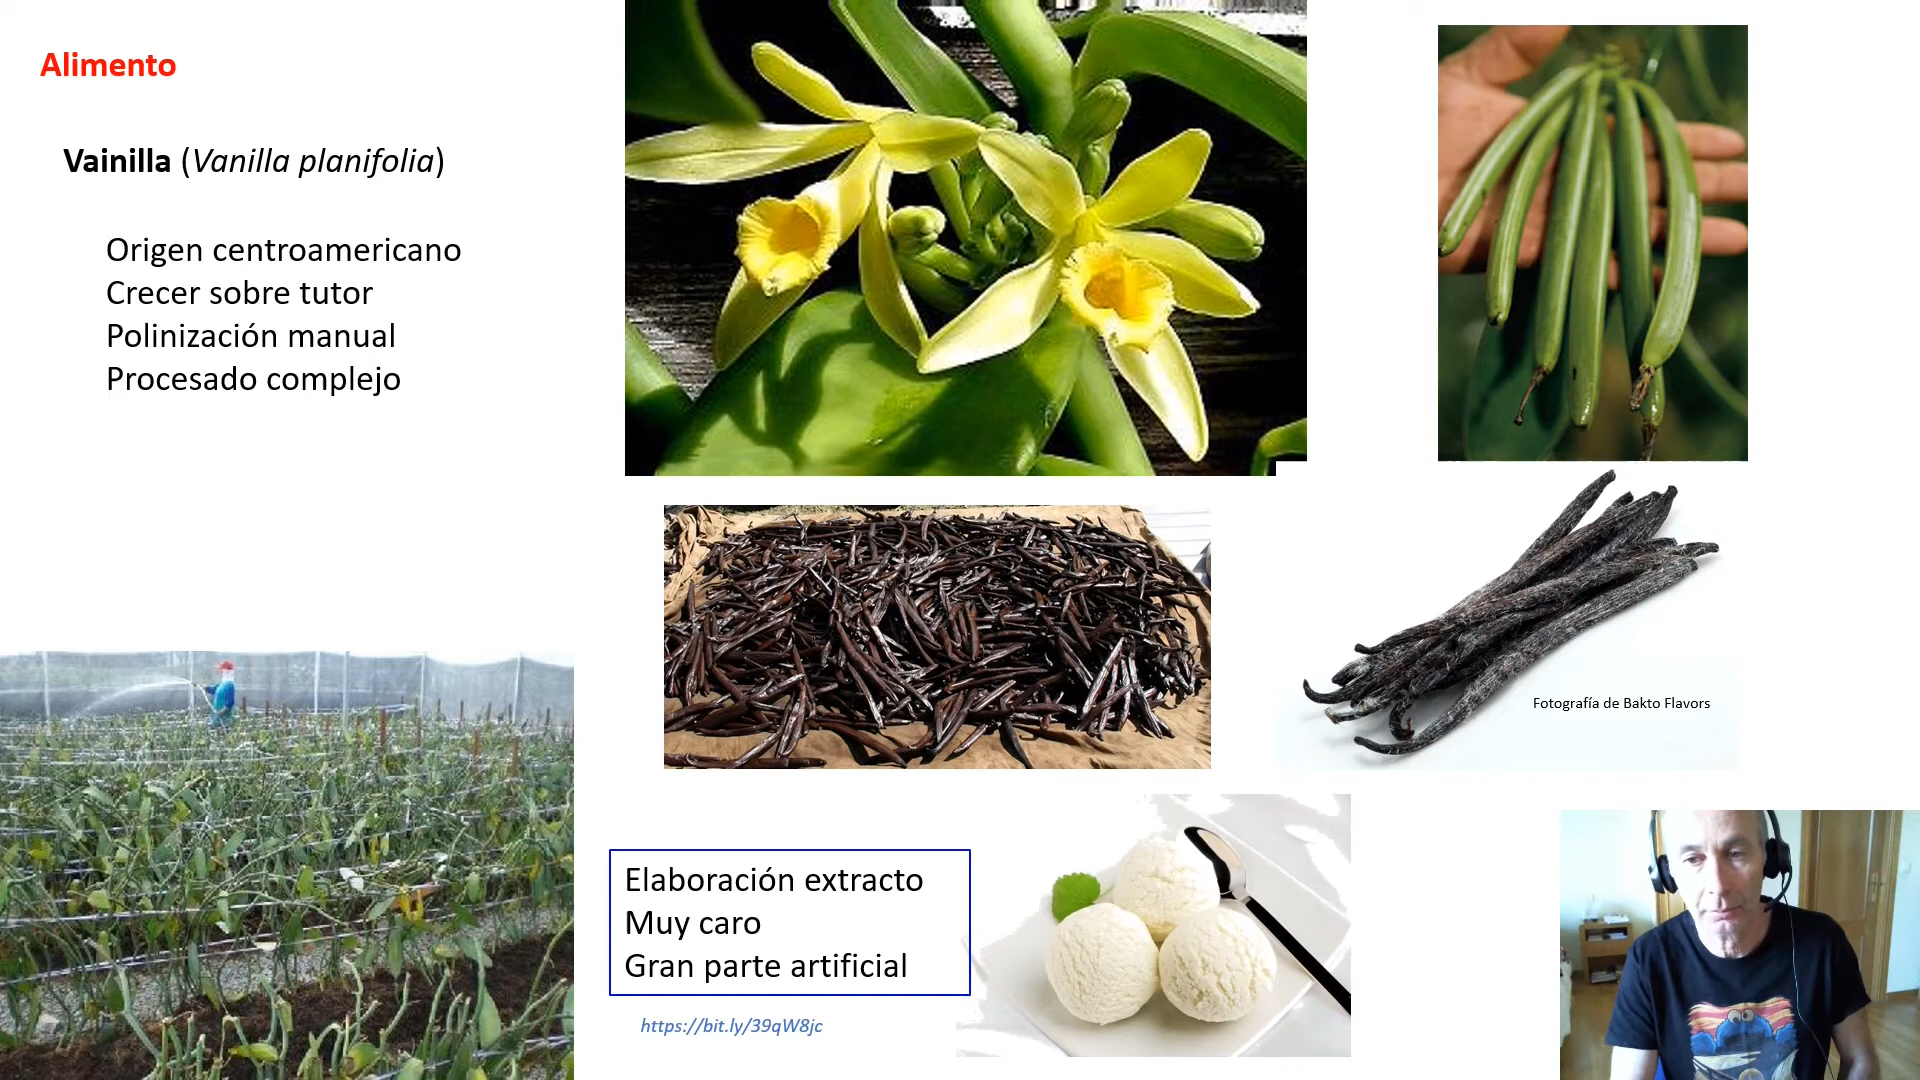 Alimento
Vainilla (Vanilla planifolia)
Origen centroamericano
Crecer sobre tutor
Polinización manual
Procesado complejo
Fotografía de Bakto Flavors
Elaboración extracto
Muy caro
Gran parte artificial
https://bit.ly/39qW8jc